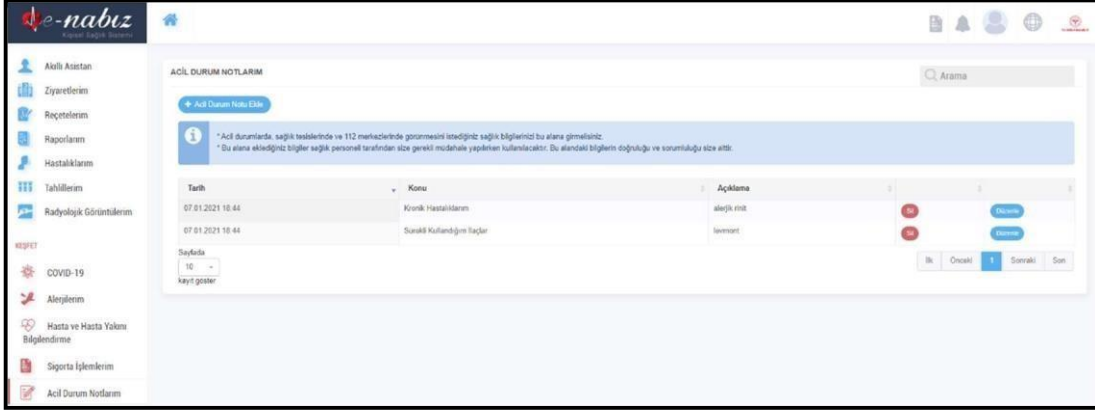 e-nabız
Kişisel Sağlık Sistemi
Akıllı Asistan
Ziyaretlerim
Reçetelerim
Raporlarım
Hastalıklarım
Tahlillerim
Radyolojik Görüntülerim
KEŞFET
COVID-19
Alerjilerim
Hasta ve Hasta Yakını
Bilgilendirme
Sigorta İşlemlerim
Acil Durum Notlarım
ACİL DURUM NOTLARIM
Arama
+ Acil Durum Notu Ekle
* Acil durumlarda, sağlık tesislerinde ve 112 merkezlerinde görünmesini istediğiniz sağlık bilgilerinizi bu alana girmelisiniz.
* Bu alana eklediğiniz bilgiler sağlık personeli tarafından size gerekli müdahale yapılırken kullanılacaktır. Bu alandaki bilgilerin doğruluğu ve sorumluluğu size aittir.
Tarih Konu Açıklama
07.01.2021 18:44 Kronik Hastalıklarım alerjik rinit Sil Düzenle
07.01.2021 18:44 Sürekli Kullandığım İlaçlar levmont Sil Düzenle
Sayfada
10
kayıt göster
İlk Önceki 1 Sonraki Son